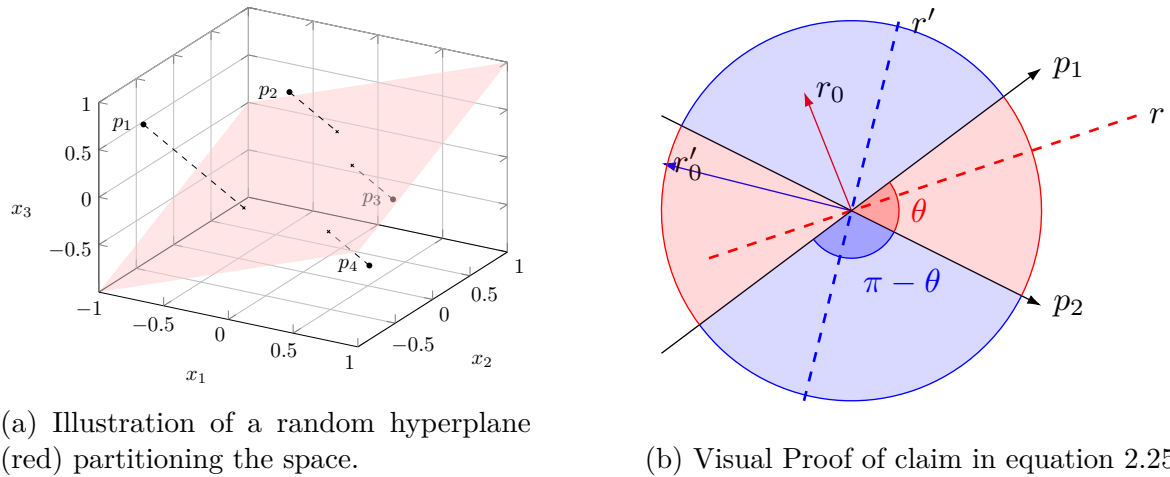 1
0.5
0
−0.5
x₃
p₁
p₂
p₃
p₄
−1
−0.5
0
0.5
1
x₁
−0.5
0
0.5
1
x₂
(a) Illustration of a random hyperplane
(red) partitioning the space.
r′
p₁
r₀
r
r′₀
θ
π − θ
p₂
(b) Visual Proof of claim in equation 2.25